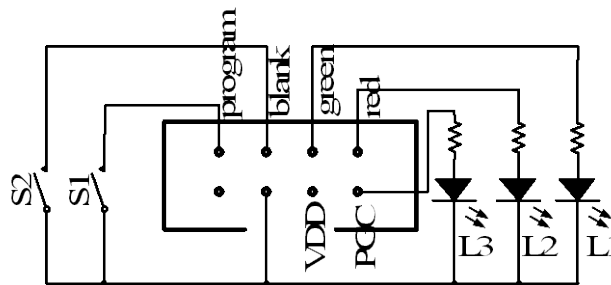 program
blank
green
red
S2
S1
VDD
PGC
L3
L2